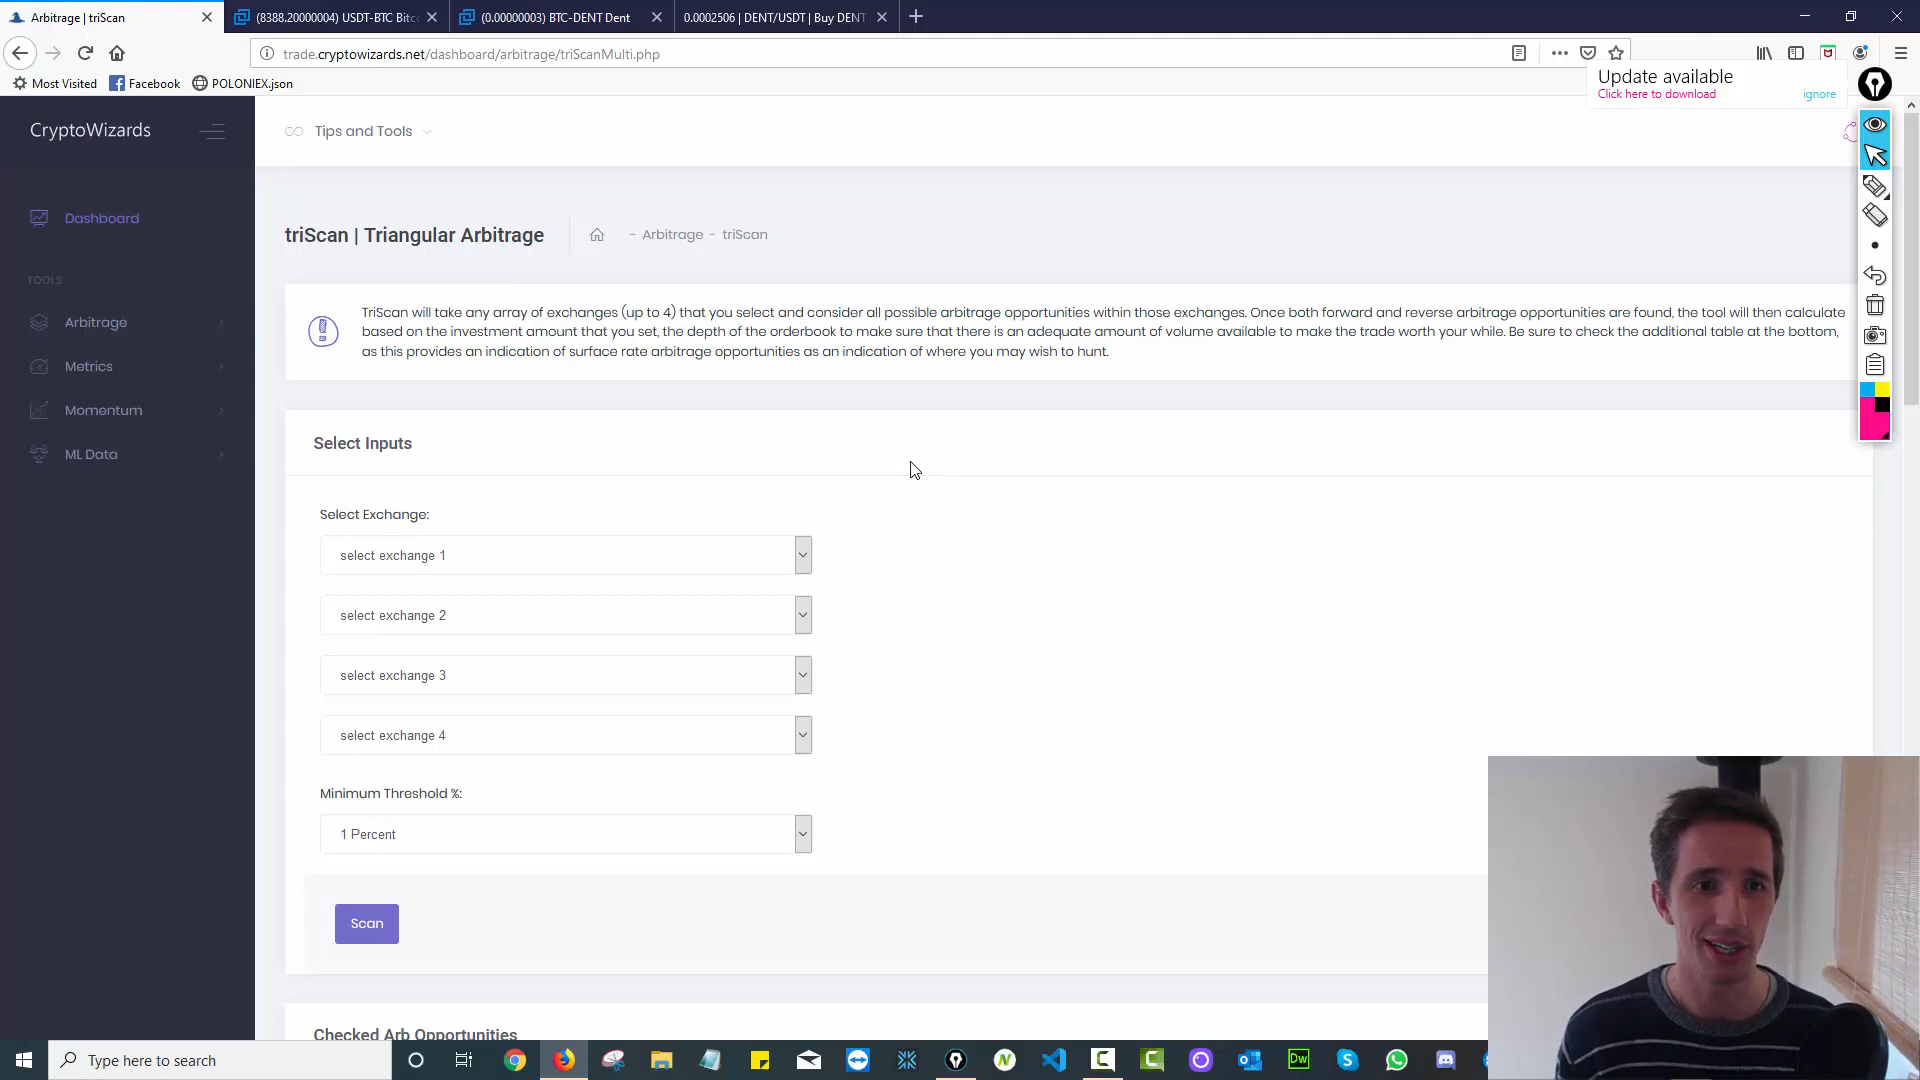 Arbitrage | triScan
(8388.20000004) USDT-BTC Bitco
(0.00000003) BTC-DENT Dent
0.0002506 | DENT/USDT | Buy DENT
trade.cryptowizards.net/dashboard/arbitrage/triScanMulti.php
Most Visited
Facebook
POLONIEX.json
Update available
Click here to download
ignore
CryptoWizards
Tips and Tools
Dashboard
TOOLS
Arbitrage
Metrics
Momentum
ML Data
triScan | Triangular Arbitrage
- Arbitrage - triScan
TriScan will take any array of exchanges (up to 4) that you select and consider all possible arbitrage opportunities within those exchanges. Once both forward and reverse arbitrage opportunities are found, the tool will then calculate
based on the investment amount that you set, the depth of the orderbook to make sure that there is an adequate amount of volume available to make the trade worth your while. Be sure to check the additional table at the bottom,
as this provides an indication of surface rate arbitrage opportunities as an indication of where you may wish to hunt.
Select Inputs
Select Exchange:
select exchange 1
select exchange 2
select exchange 3
select exchange 4
Minimum Threshold %:
1 Percent
Scan
Checked Arb Opportunities
Type here to search
Dw